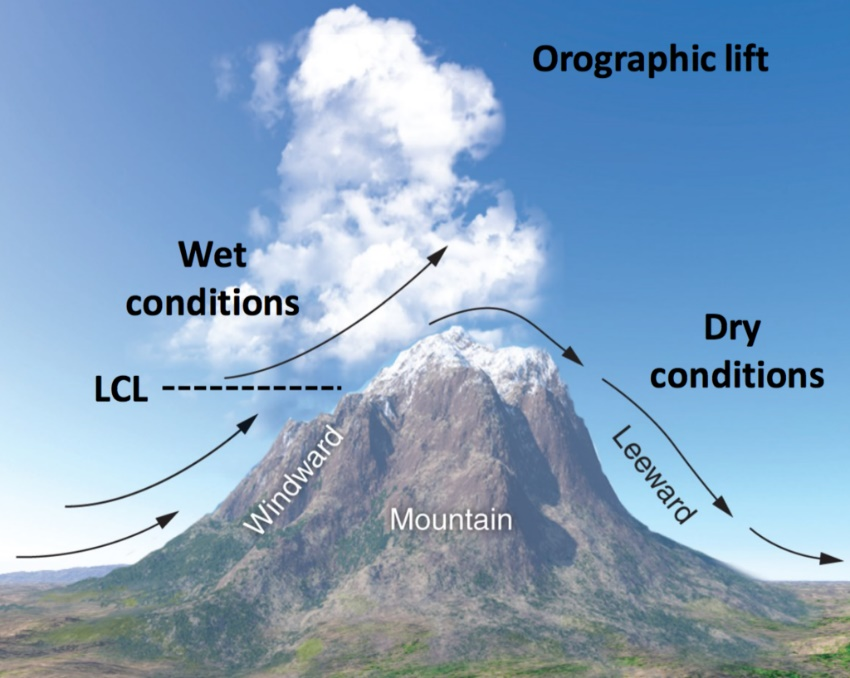 Orographic lift
Wet
conditions
Dry
conditions
LCL
Windward
Leeward
Mountain